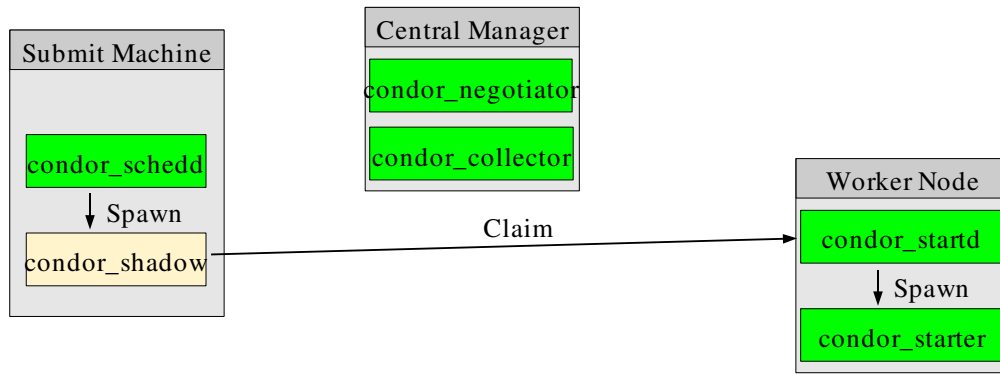 Submit Machine
condor_schedd
Spawn
condor_shadow
Central Manager
condor_negotiator
condor_collector
Claim
Worker Node
condor_startd
Spawn
condor_starter